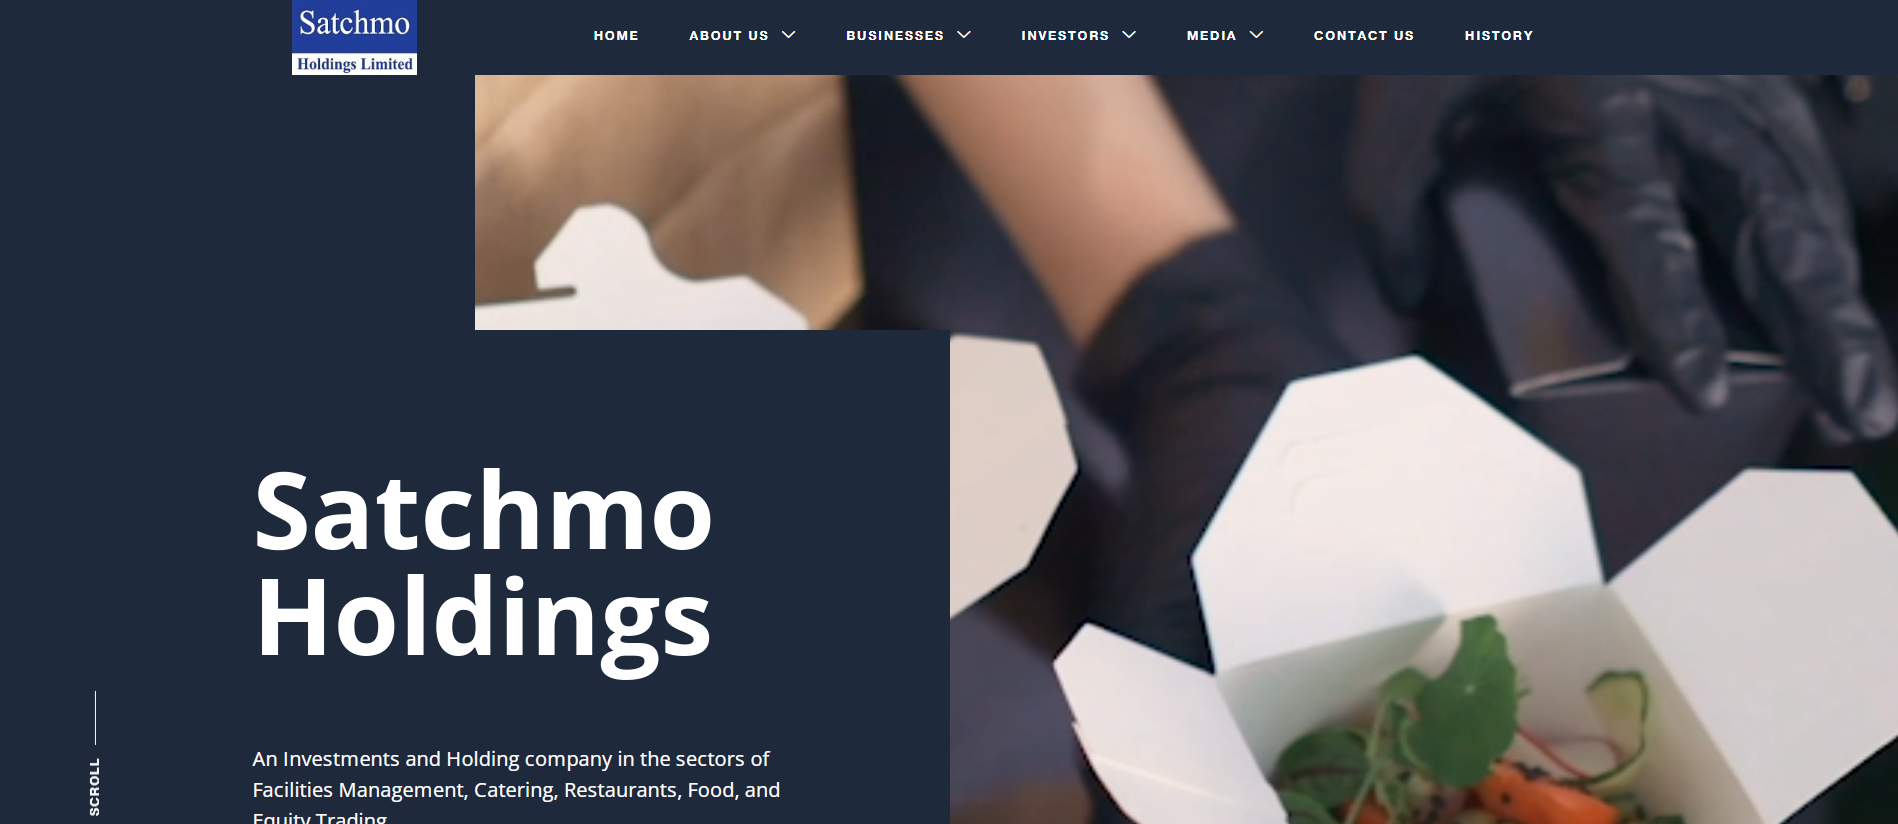 Satchmo
Holdings Limited
HOME ABOUT US BUSINESSES INVESTORS MEDIA CONTACT US HISTORY
Satchmo
Holdings
An Investments and Holding company in the sectors of
Facilities Management, Catering, Restaurants, Food, and
Equity Trading
SCROLL